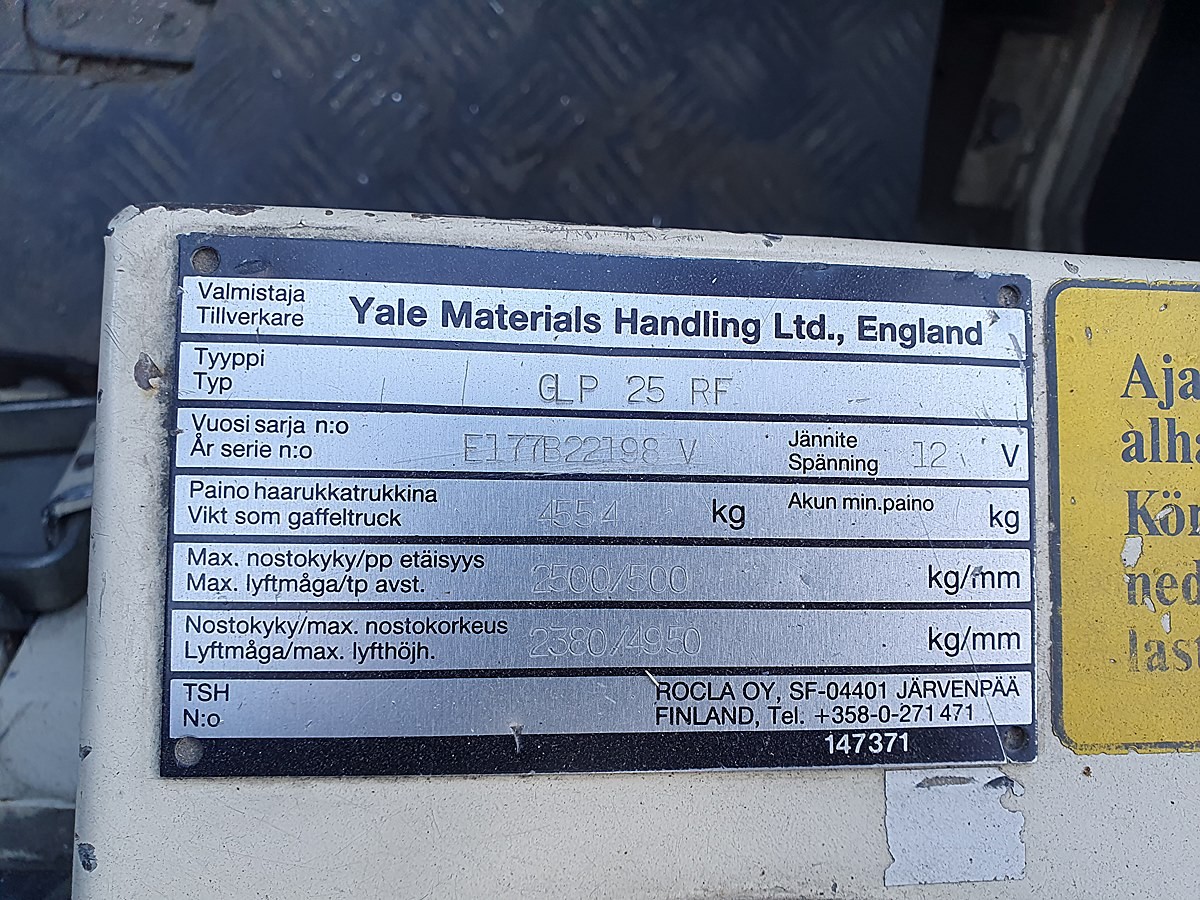 Valmistaja
Tillverkare
Yale Materials Handling Ltd., England
Tyyppi
Typ
GLP 25 RF
Vuosi sarja n:o
År serie n:o
E177B22198 V
Jännite
Spänning
12 V
Paino haarukkatrukkina
Vikt som gaffeltruck
4554 kg
Akun min.paino
kg
Max. nostokyky/pp etäisyys
Max. lyftmåga/tp avst.
2500/500 kg/mm
Nostokyky/max. nostokorkeus
Lyftmåga/max. lyfthöjh.
2380/4950 kg/mm
TSH
N:o
ROCLA OY, SF-04401 JÄRVENPÄÄ
FINLAND, Tel. +358-0-271 471
147371
Aja
alha
Kör
ned
last